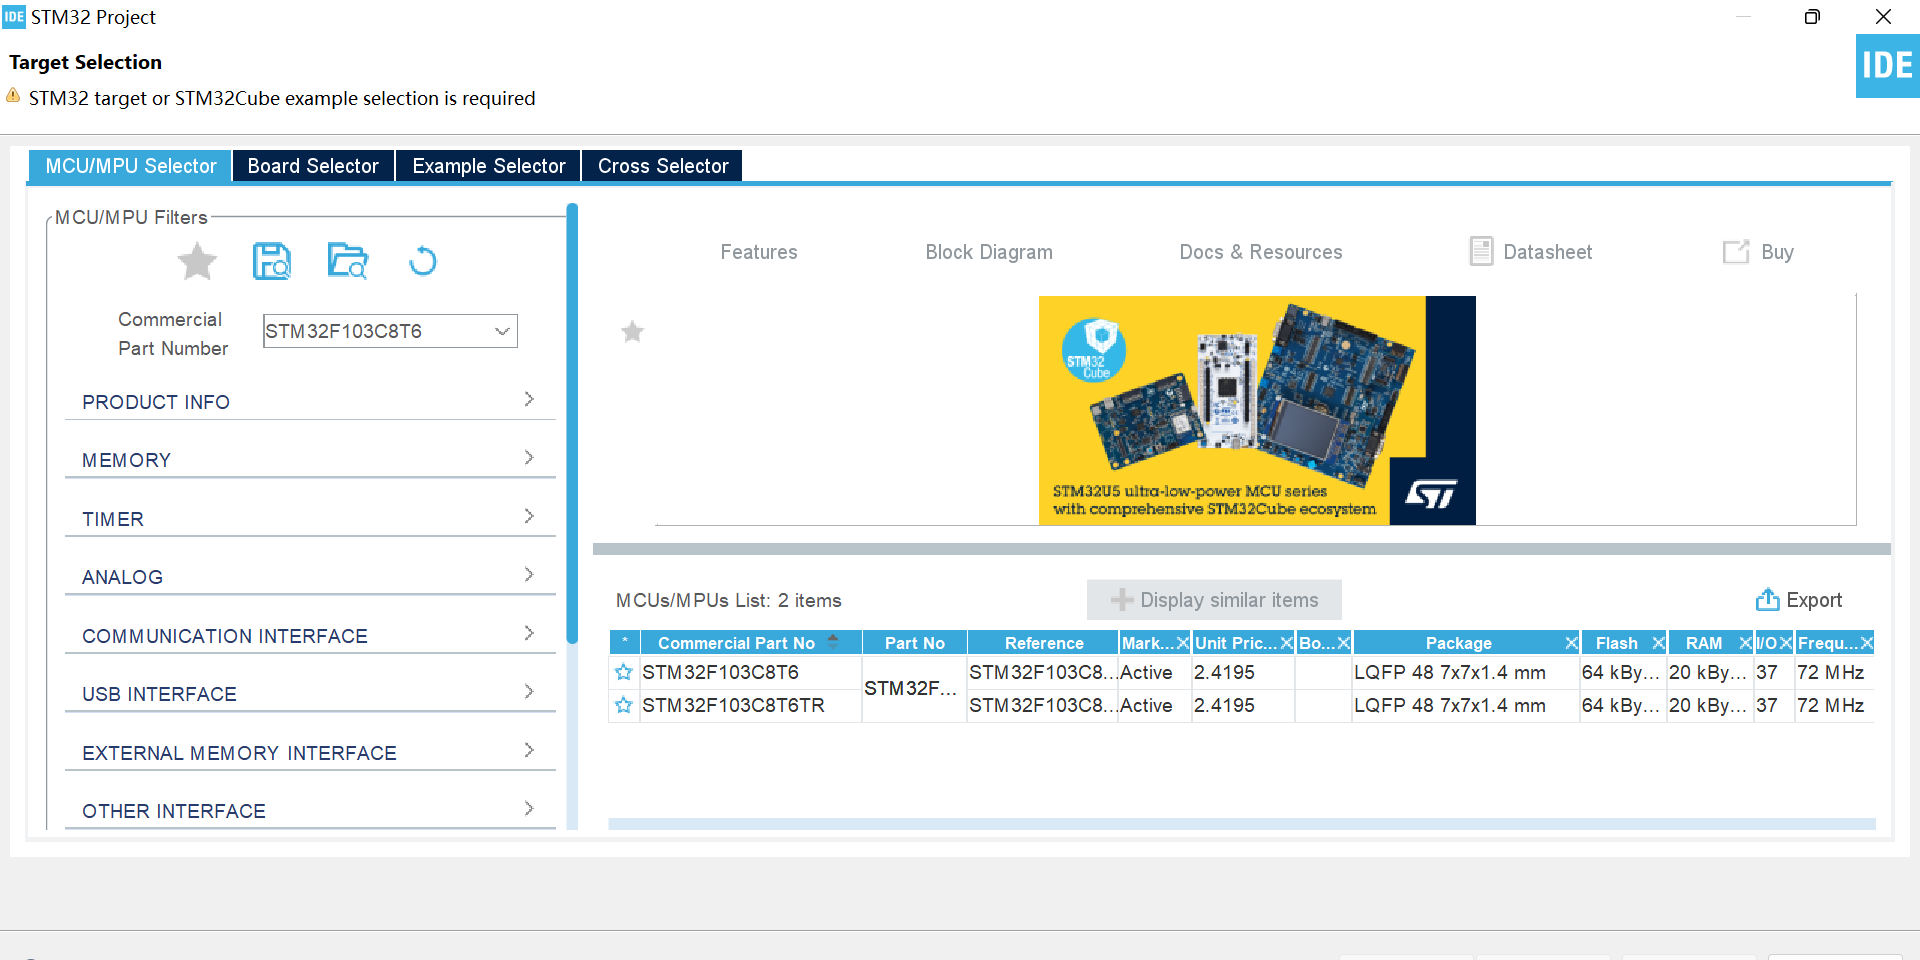 IDE STM32 Project
Target Selection
STM32 target or STM32Cube example selection is required
IDE
MCU/MPU Selector Board Selector Example Selector Cross Selector
MCU/MPU Filters
Commercial
Part Number
STM32F103C8T6
PRODUCT INFO
MEMORY
TIMER
ANALOG
COMMUNICATION INTERFACE
USB INTERFACE
EXTERNAL MEMORY INTERFACE
OTHER INTERFACE
Features Block Diagram Docs & Resources Datasheet Buy
STM32
Cube
STM32U5 ultra-low-power MCU series
with comprehensive STM32Cube ecosystem
ST
MCUs/MPUs List: 2 items
Display similar items
Export
* Commercial Part No Part No Reference Mark... Unit Pric... Bo... Package Flash RAM I/O Frequ...
STM32F103C8T6 STM32F... STM32F103C8... Active 2.4195 LQFP 48 7x7x1.4 mm 64 kBy... 20 kBy... 37 72 MHz
STM32F103C8T6TR STM32F103C8... Active 2.4195 LQFP 48 7x7x1.4 mm 64 kBy... 20 kBy... 37 72 MHz